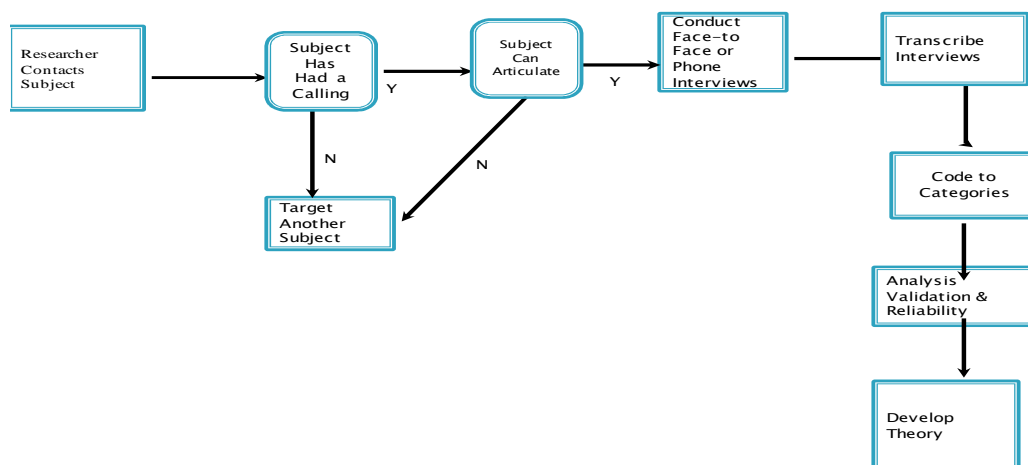 Researcher
Contacts
Subject
Subject
Has
Had a
Calling
Y
Subject
Can
Articulate
Y
Conduct
Face-to
Face or
Phone
Interviews
Transcribe
Interviews
N
N
Target
Another
Subject
Code to
Categories
Analysis
Validation &
Reliability
Develop
Theory